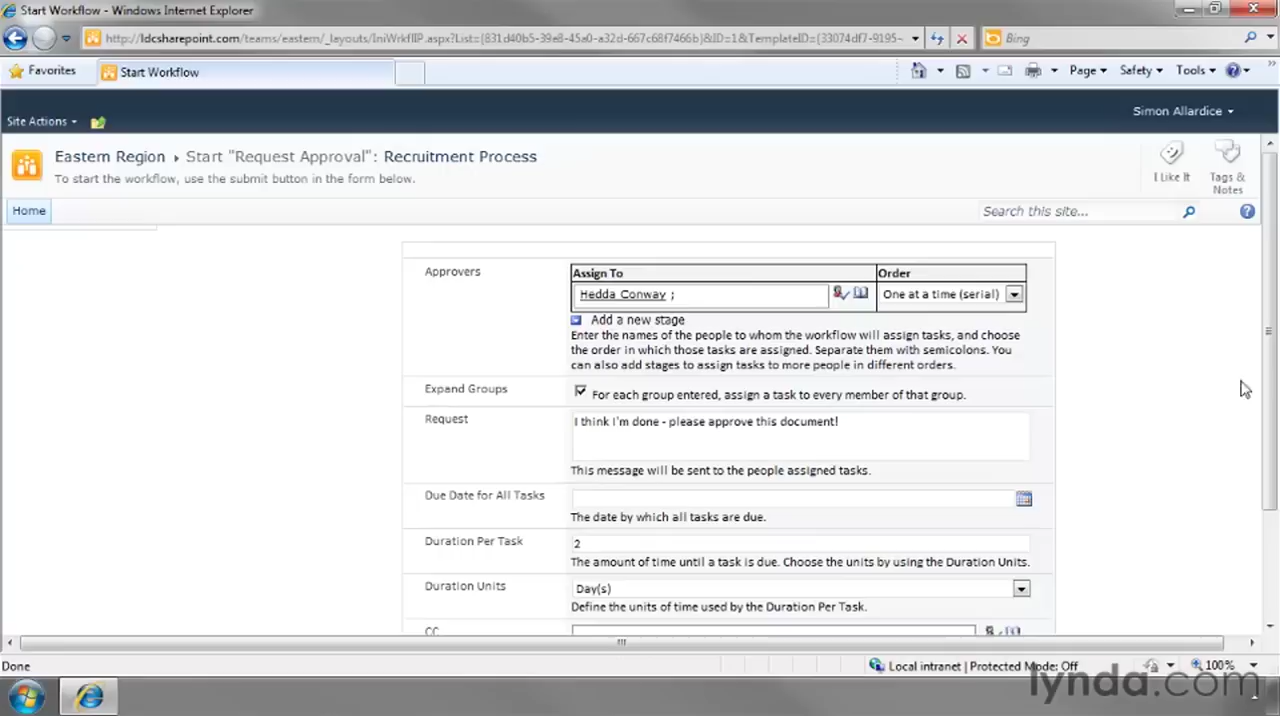 Start Workflow - Windows Internet Explorer
http://ldcsharepoint.com/teams/eastern/_layouts/IniWrkflIP.aspx?List={831d40b5-39e8-45a0-a32d-667c68f7466b}&ID=1&TemplateID={33074df7-9195-
Bing
Favorites
Start Workflow
Page
Safety
Tools
Simon Allardice
Site Actions
Eastern Region ▸ Start "Request Approval": Recruitment Process
To start the workflow, use the submit button in the form below.
I Like It
Tags &
Notes
Home
Search this site...
Approvers
Assign To
Order
Hedda Conway ;
One at a time (serial)
Add a new stage
Enter the names of the people to whom the workflow will assign tasks, and choose
the order in which those tasks are assigned. Separate them with semicolons. You
can also add stages to assign tasks to more people in different orders.
Expand Groups
For each group entered, assign a task to every member of that group.
Request
I think I'm done - please approve this document!
This message will be sent to the people assigned tasks.
Due Date for All Tasks
The date by which all tasks are due.
Duration Per Task
2
The amount of time until a task is due. Choose the units by using the Duration Units.
Duration Units
Day(s)
Define the units of time used by the Duration Per Task.
CC
Done
Local intranet | Protected Mode: Off
100%
lynda.com